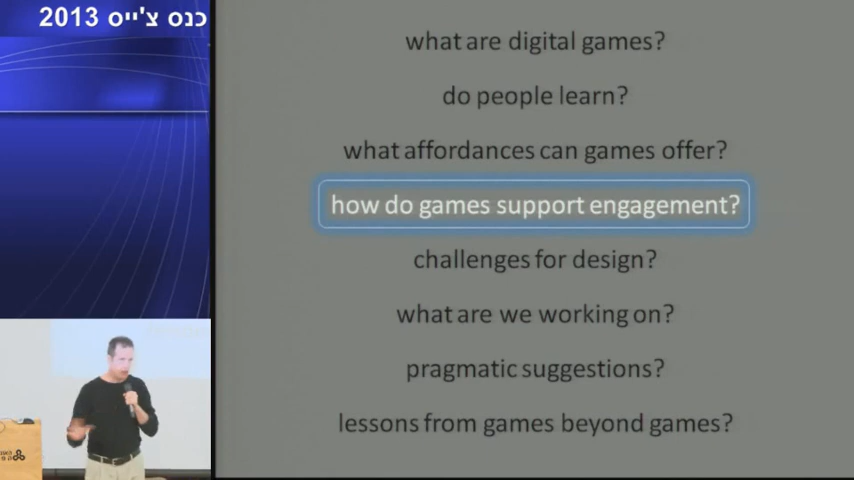 כנס צ'ייס 2013
what are digital games?
do people learn?
what affordances can games offer?
how do games support engagement?
challenges for design?
what are we working on?
pragmatic suggestions?
lessons from games beyond games?